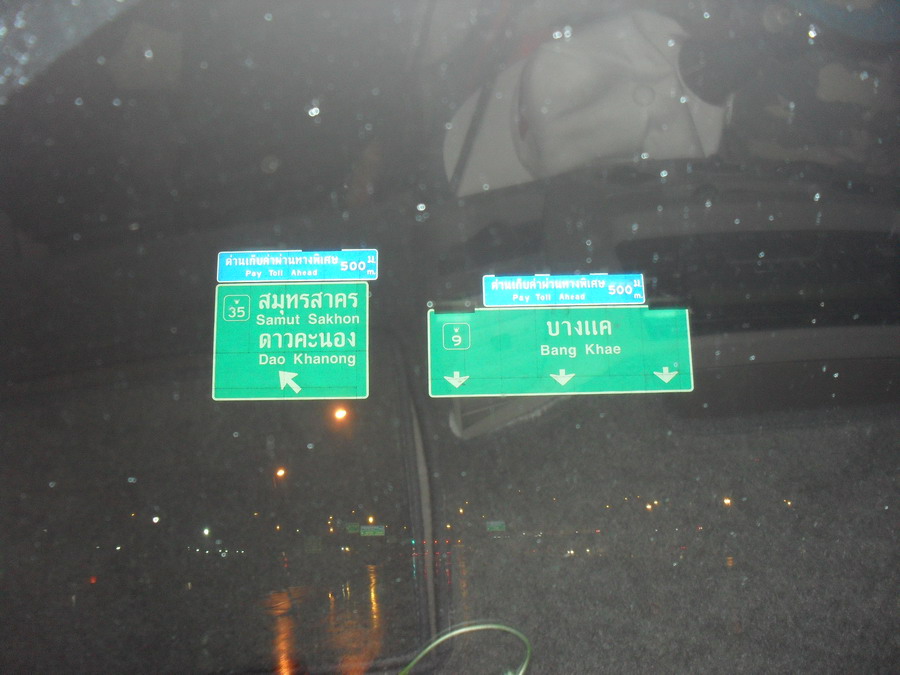 ด่านเก็บค่าผ่านทางพิเศษ 500 ม.
Pay Toll Ahead m.
35 สมุทรสาคร
Samut Sakhon
ดาวคะนอง
Dao Khanong
ด่านเก็บค่าผ่านทางพิเศษ 500 ม.
Pay Toll Ahead m.
9 บางแค
Bang Khae